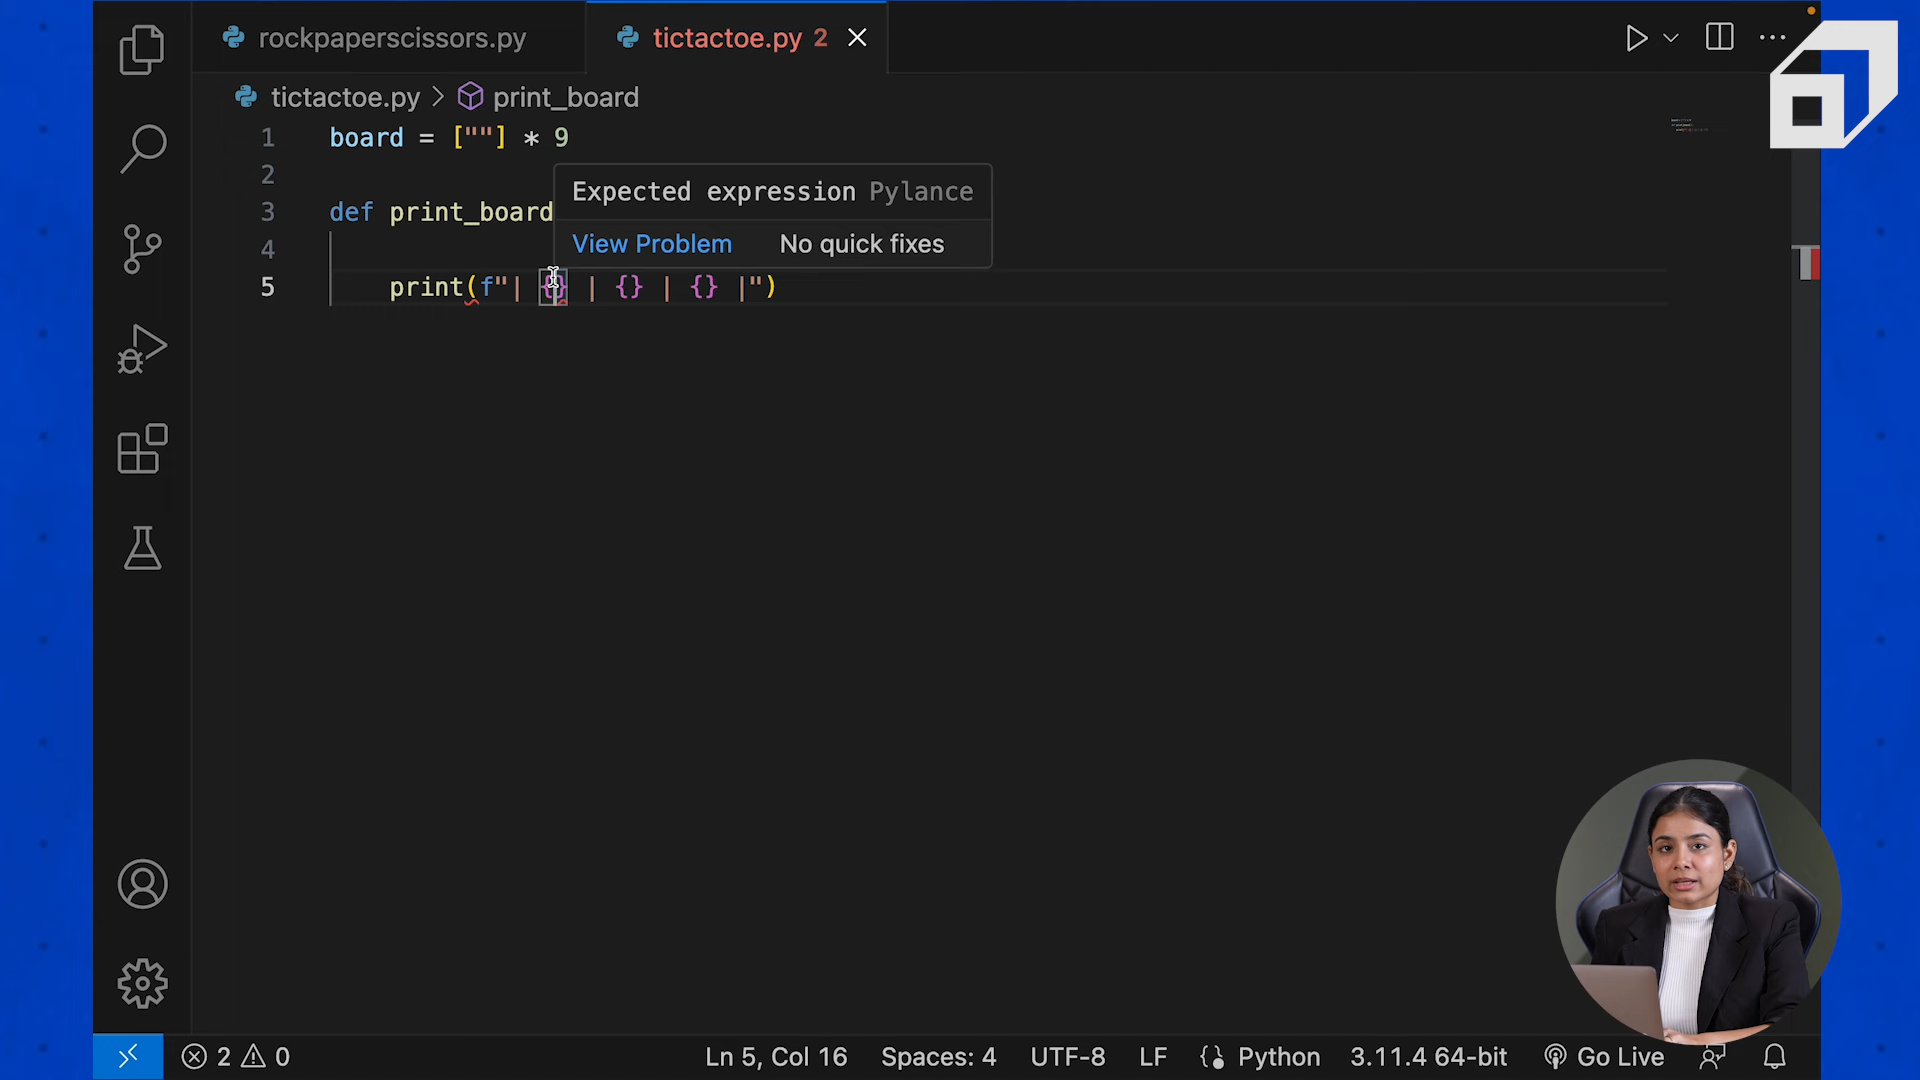 rockpaperscissors.py
tictactoe.py 2
tictactoe.py > print_board
1 board = [""] * 9
2
3 def print_board
Expected expression Pylance
View Problem No quick fixes
4
5 print(f"| {} | {} | {} |")
2 0
Ln 5, Col 16 Spaces: 4 UTF-8 LF Python 3.11.4 64-bit Go Live